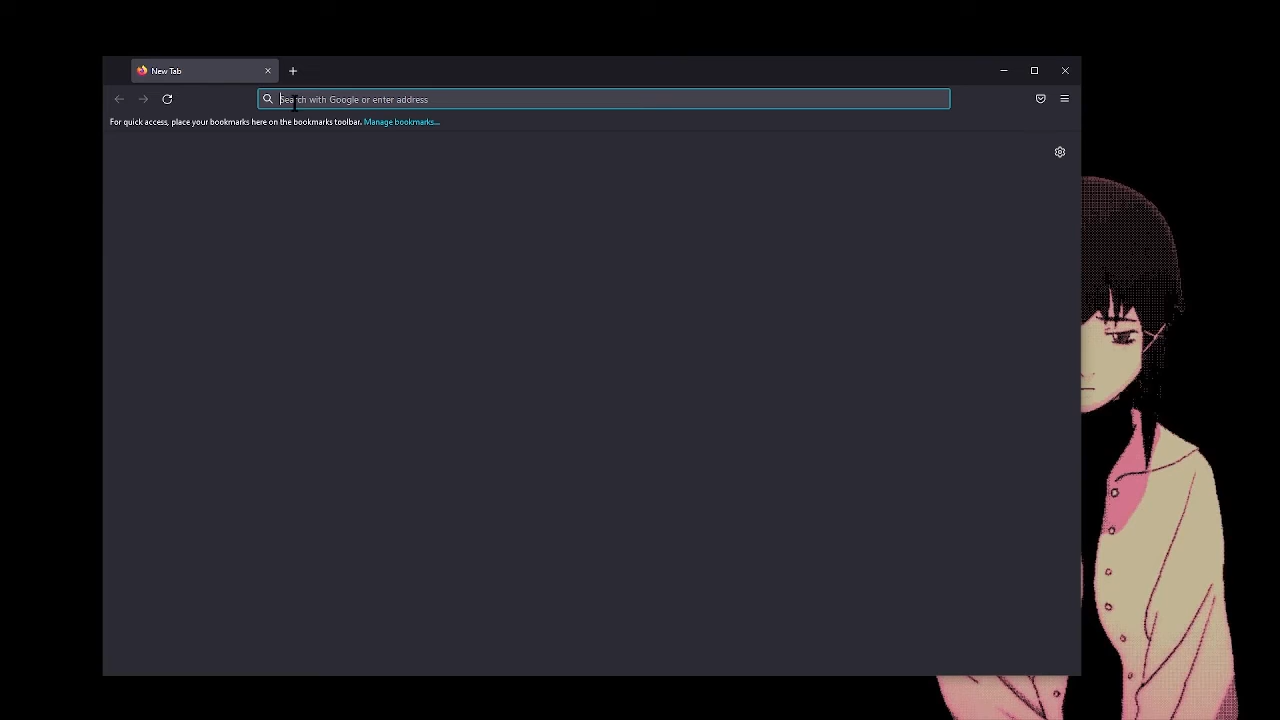 New Tab
Search with Google or enter address
For quick access, place your bookmarks here on the bookmarks toolbar. Manage bookmarks...